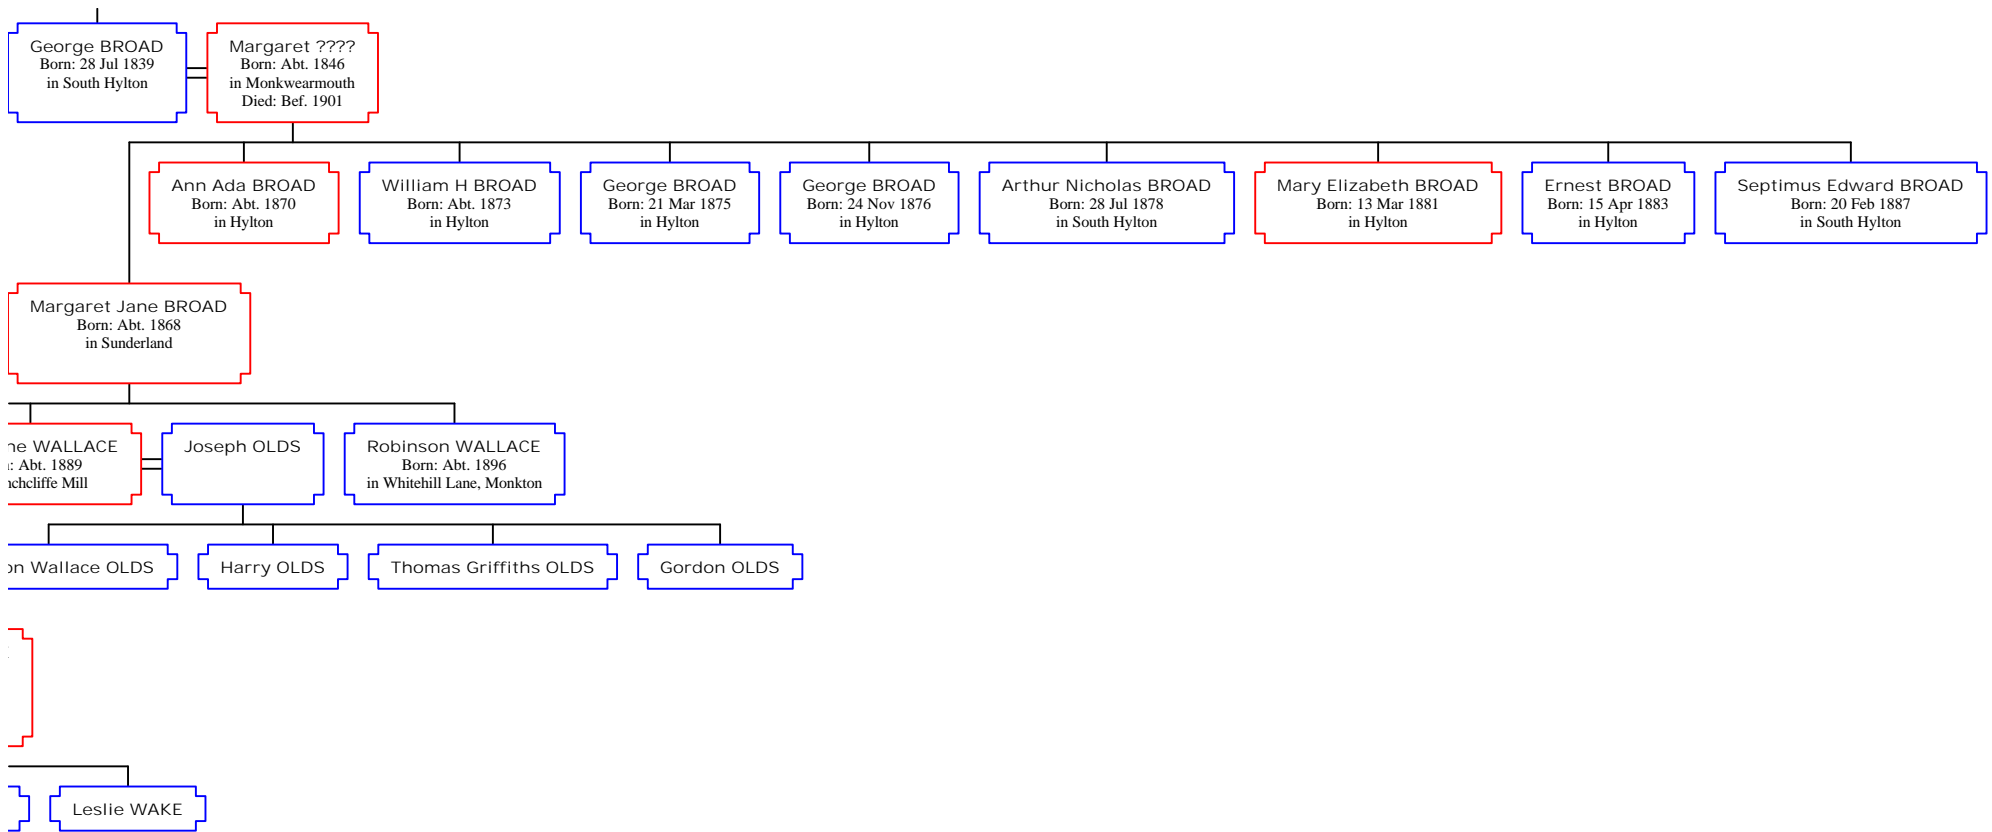 George BROAD
Born: 28 Jul 1839
in South Hylton
Margaret ????
Born: Abt. 1846
in Monkwearmouth
Died: Bef. 1901
Ann Ada BROAD
Born: Abt. 1870
in Hylton
William H BROAD
Born: Abt. 1873
in Hylton
George BROAD
Born: 21 Mar 1875
in Hylton
George BROAD
Born: 24 Nov 1876
in Hylton
Arthur Nicholas BROAD
Born: 28 Jul 1878
in South Hylton
Mary Elizabeth BROAD
Born: 13 Mar 1881
in Hylton
Ernest BROAD
Born: 15 Apr 1883
in Hylton
Septimus Edward BROAD
Born: 20 Feb 1887
in South Hylton
Margaret Jane BROAD
Born: Abt. 1868
in Sunderland
ne WALLACE
: Abt. 1889
chcliffe Mill
Joseph OLDS
Robinson WALLACE
Born: Abt. 1896
in Whitehill Lane, Monkton
on Wallace OLDS
Harry OLDS
Thomas Griffiths OLDS
Gordon OLDS
Leslie WAKE